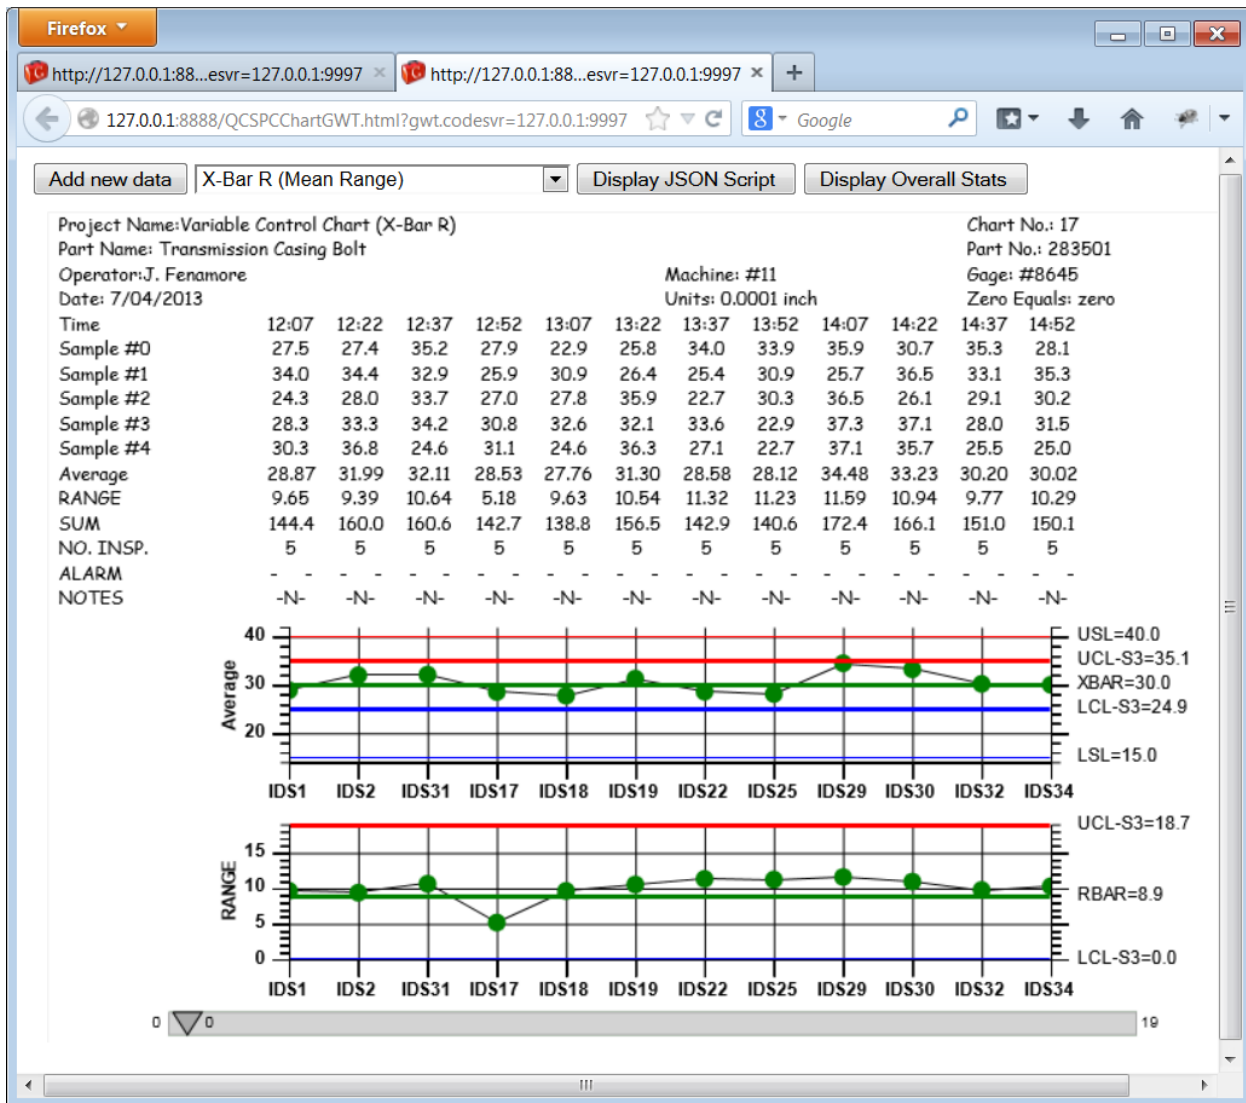 Firefox
http://127.0.0.1:88...esvr=127.0.0.1:9997 http://127.0.0.1:88...esvr=127.0.0.1:9997
127.0.0.1:8888/QCSPCChartGWT.html?gwt.codesvr=127.0.0.1:9997 Google
Add new data X-Bar R (Mean Range) Display JSON Script Display Overall Stats
Project Name:Variable Control Chart (X-Bar R) Chart No.: 17
Part Name: Transmission Casing Bolt Part No.: 283501
Operator:J. Fenamore Machine: #11 Gage: #8645
Date: 7/04/2013 Units: 0.0001 inch Zero Equals: zero
Time 12:07 12:22 12:37 12:52 13:07 13:22 13:37 13:52 14:07 14:22 14:37 14:52
Sample #0 27.5 27.4 35.2 27.9 22.9 25.8 34.0 33.9 35.9 30.7 35.3 28.1
Sample #1 34.0 34.4 32.9 25.9 30.9 26.4 25.4 30.9 25.7 36.5 33.1 35.3
Sample #2 24.3 28.0 33.7 27.0 27.8 35.9 22.7 30.3 36.5 26.1 29.1 30.2
Sample #3 28.3 33.3 34.2 30.8 32.6 32.1 33.6 22.9 37.3 37.1 28.0 31.5
Sample #4 30.3 36.8 24.6 31.1 24.6 36.3 27.1 22.7 37.1 35.7 25.5 25.0
Average 28.87 31.99 32.11 28.53 27.76 31.30 28.58 28.12 34.48 33.23 30.20 30.02
RANGE 9.65 9.39 10.64 5.18 9.63 10.54 11.32 11.23 11.59 10.94 9.77 10.29
SUM 144.4 160.0 160.6 142.7 138.8 156.5 142.9 140.6 172.4 166.1 151.0 150.1
NO. INSP. 5 5 5 5 5 5 5 5 5 5 5 5
ALARM - - - - - - - - - - - - - - - - - - - - - - - -
NOTES -N- -N- -N- -N- -N- -N- -N- -N- -N- -N- -N- -N-
Average
40
30
20
USL=40.0
UCL-S3=35.1
XBAR=30.0
LCL-S3=24.9
LSL=15.0
IDS1 IDS2 IDS31 IDS17 IDS18 IDS19 IDS22 IDS25 IDS29 IDS30 IDS32 IDS34
RANGE
15
10
5
0
UCL-S3=18.7
RBAR=8.9
LCL-S3=0.0
IDS1 IDS2 IDS31 IDS17 IDS18 IDS19 IDS22 IDS25 IDS29 IDS30 IDS32 IDS34
0 0 19